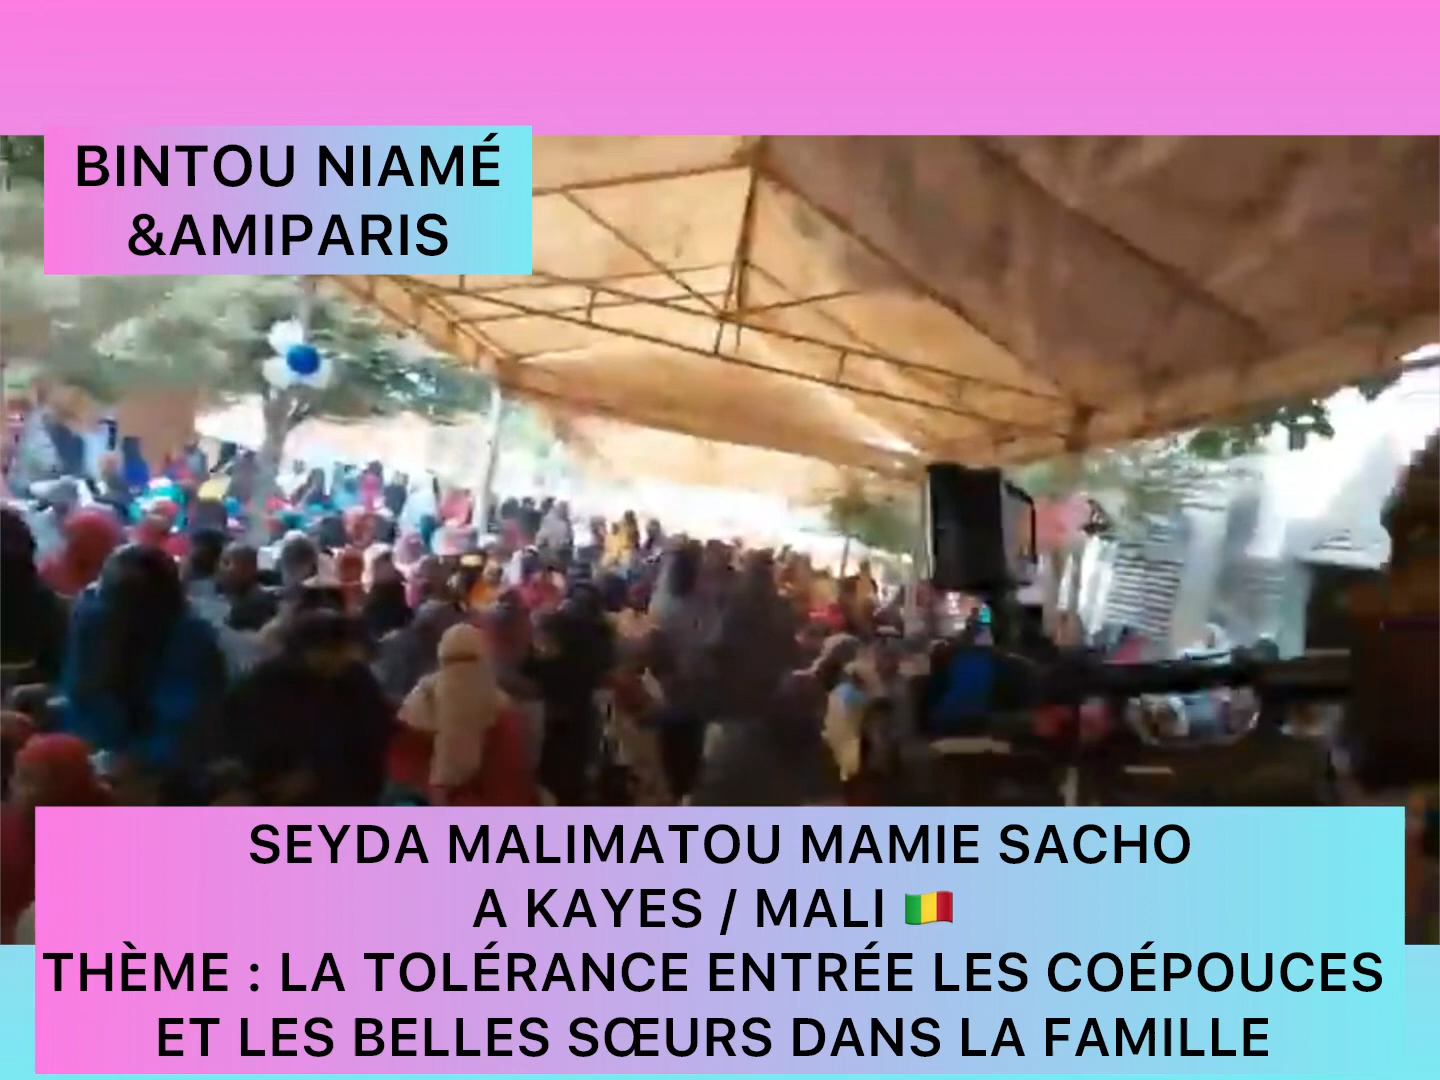 BINTOU NIAMÉ
&AMIPARIS
SEYDA MALIMATOU MAMIE SACHO
A KAYES / MALI 🇲🇱
THÈME : LA TOLÉRANCE ENTRÉE LES COÉPOUCES
ET LES BELLES SŒURS DANS LA FAMILLE